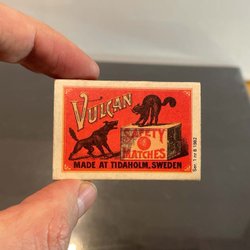 VULCAN
SAFETY
MATCHES
MADE AT TIDAHOLM, SWEDEN